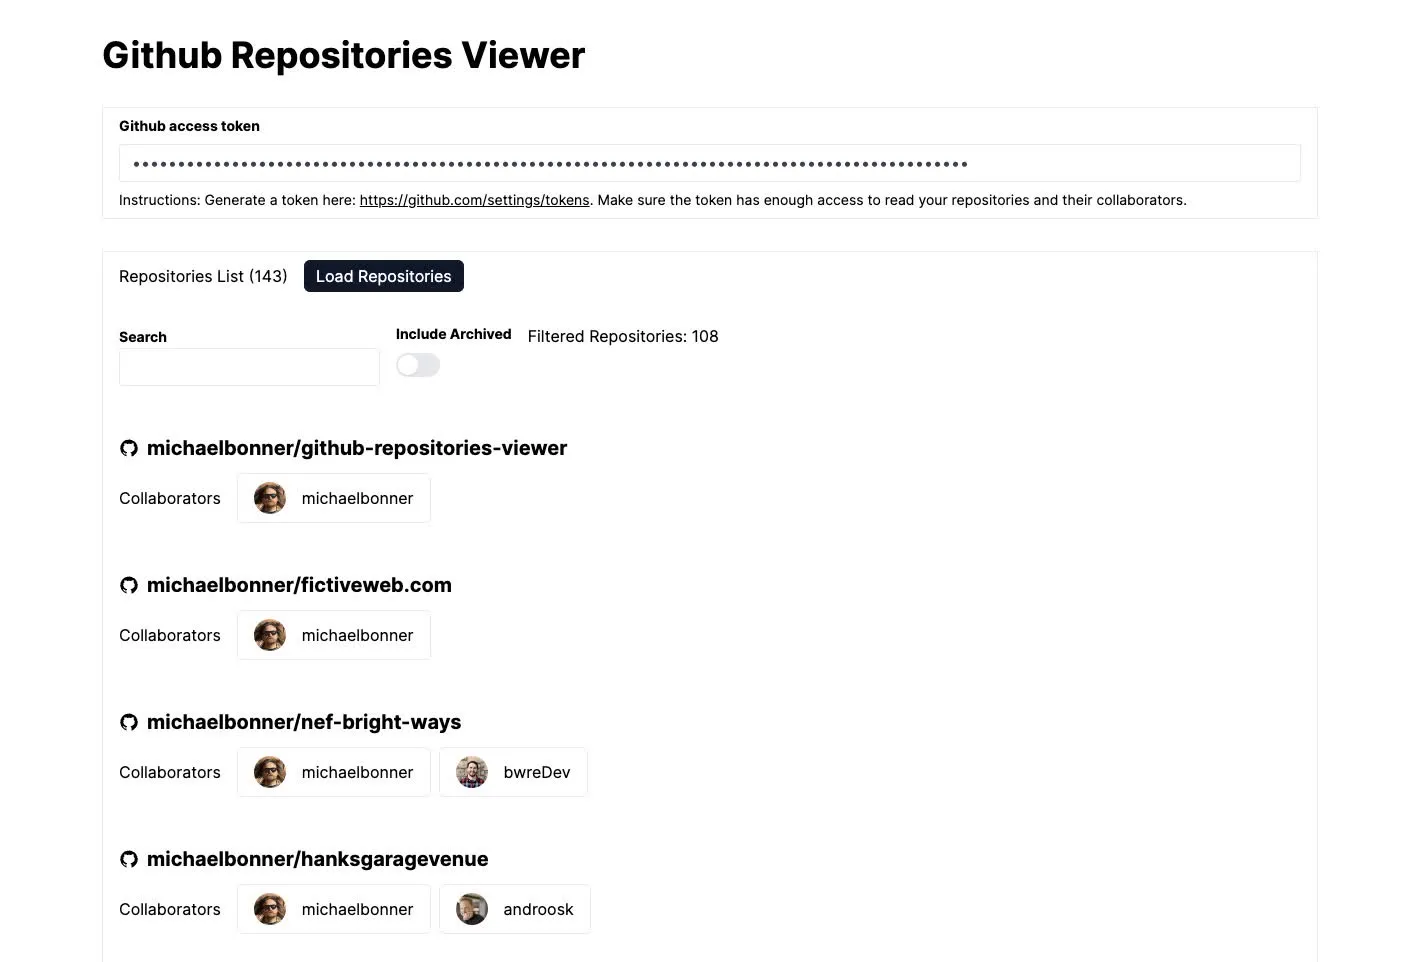 Github Repositories Viewer
Github access token
Instructions: Generate a token here: https://github.com/settings/tokens. Make sure the token has enough access to read your repositories and their collaborators.
Repositories List (143) Load Repositories
Search Include Archived Filtered Repositories: 108
michaelbonner/github-repositories-viewer
Collaborators michaelbonner
michaelbonner/fictiveweb.com
Collaborators michaelbonner
michaelbonner/nef-bright-ways
Collaborators michaelbonner bwreDev
michaelbonner/hanksgaragevenue
Collaborators michaelbonner androosk